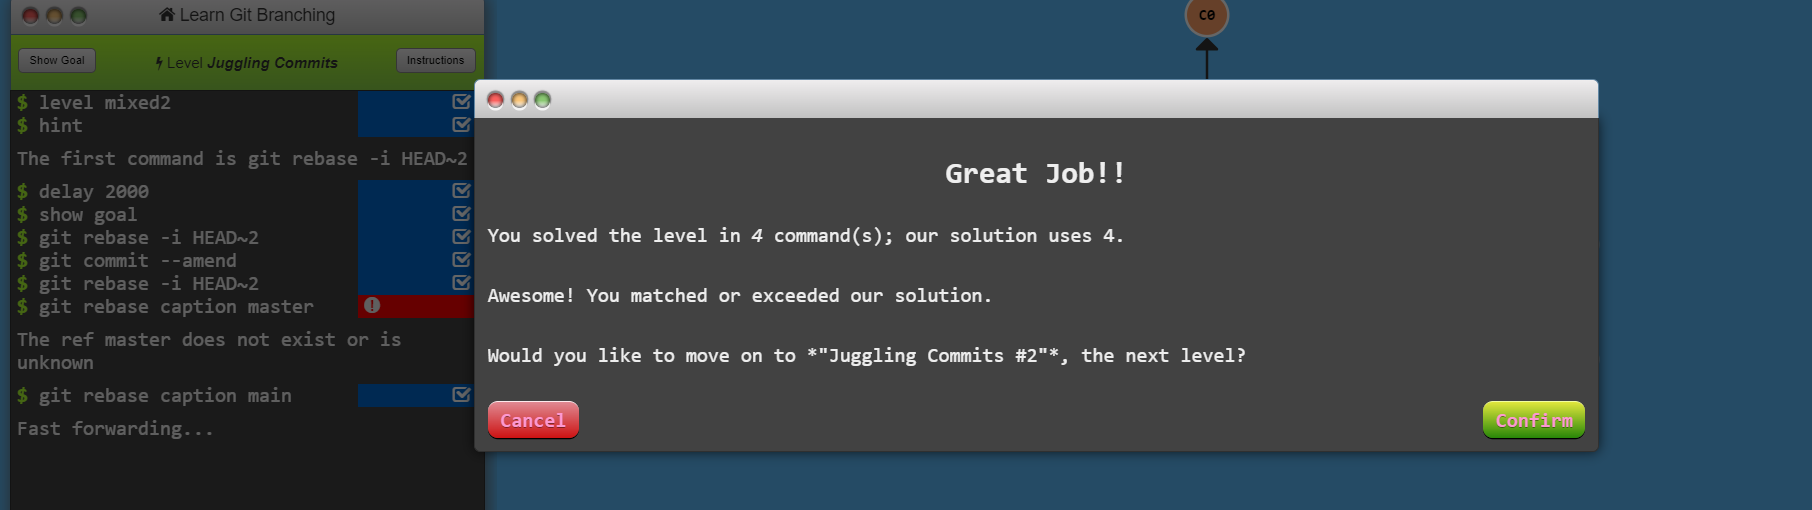 Learn Git Branching
C0
Show Goal
Level Juggling Commits
Instructions
$ level mixed2
$ hint
The first command is git rebase -i HEAD~2
$ delay 2000
$ show goal
$ git rebase -i HEAD~2
$ git commit --amend
$ git rebase -i HEAD~2
$ git rebase caption master
The ref master does not exist or is
unknown
$ git rebase caption main
Fast forwarding...
Great Job!!
You solved the level in 4 command(s); our solution uses 4.
Awesome! You matched or exceeded our solution.
Would you like to move on to *"Juggling Commits #2"*, the next level?
Cancel
Confirm